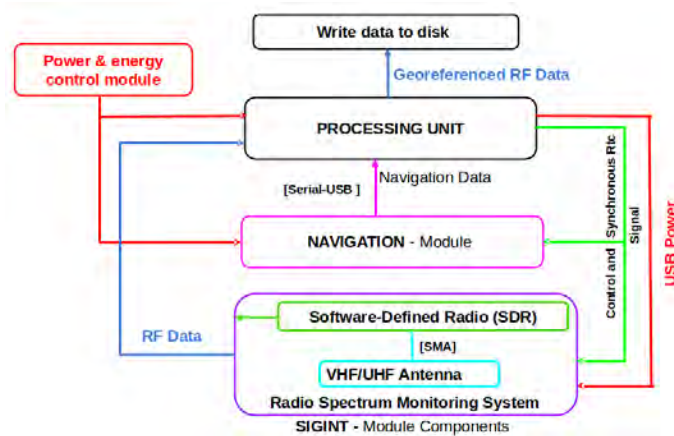 Write data to disk
Power & energy
control module
Georeferenced RF Data
PROCESSING UNIT
[Serial-USB ]
Navigation Data
NAVIGATION - Module
Control and Synchronous Rtc
Signal
USB Power
Software-Defined Radio (SDR)
RF Data
[SMA]
VHF/UHF Antenna
Radio Spectrum Monitoring System
SIGINT - Module Components